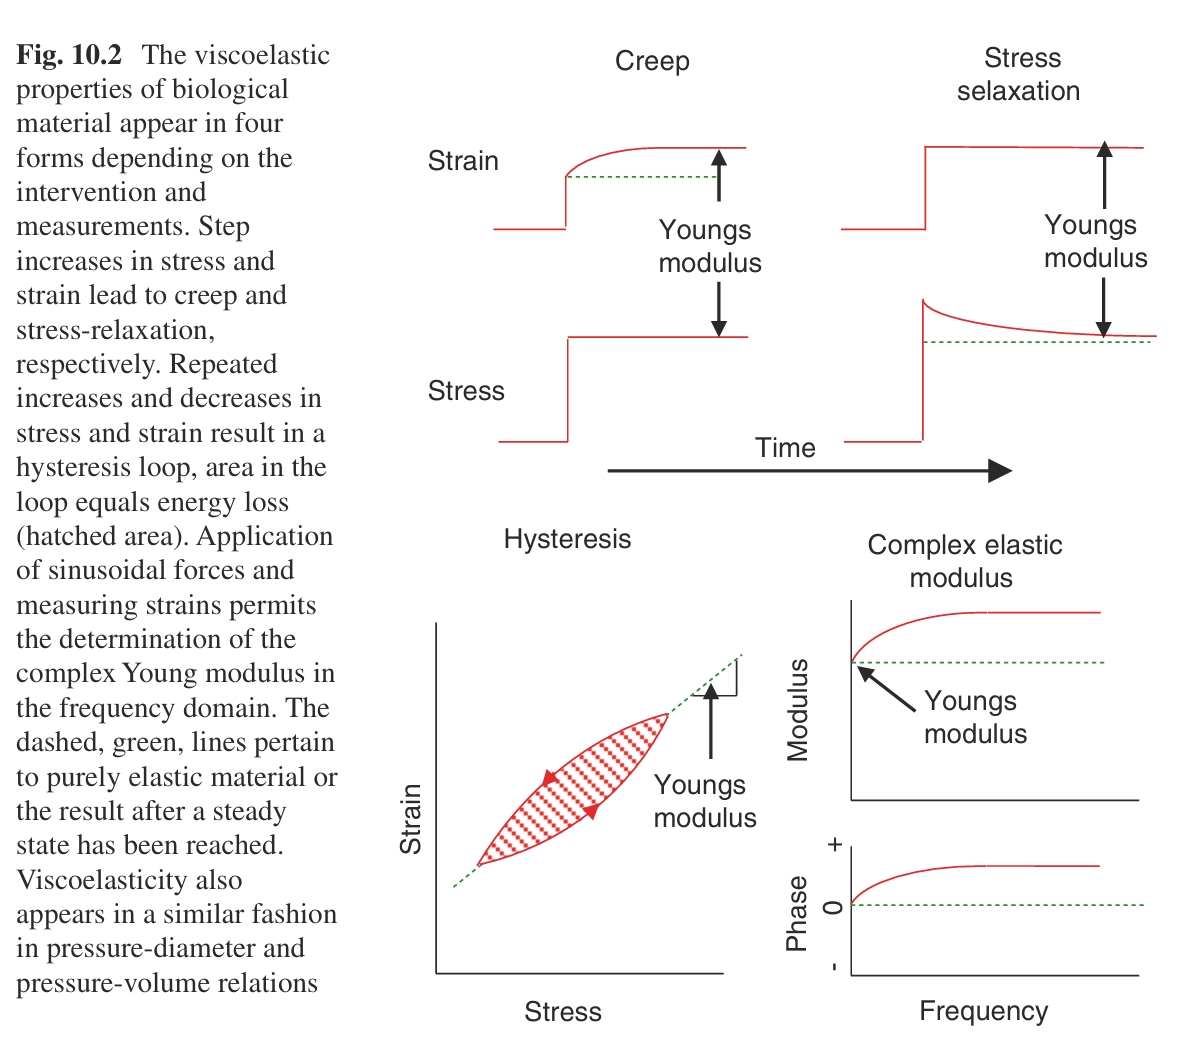 Fig. 10.2 The viscoelastic
properties of biological
material appear in four
forms depending on the
intervention and
measurements. Step
increases in stress and
strain lead to creep and
stress-relaxation,
respectively. Repeated
increases and decreases in
stress and strain result in a
hysteresis loop, area in the
loop equals energy loss
(hatched area). Application
of sinusoidal forces and
measuring strains permits
the determination of the
complex Young modulus in
the frequency domain. The
dashed, green, lines pertain
to purely elastic material or
the result after a steady
state has been reached.
Viscoelasticity also
appears in a similar fashion
in pressure-diameter and
pressure-volume relations
Creep
Stress
selaxation
Strain
Youngs
modulus
Youngs
modulus
Stress
Time
Hysteresis
Strain
Youngs
modulus
Stress
Complex elastic
modulus
Modulus
Youngs
modulus
Phase
+
0
-
Frequency